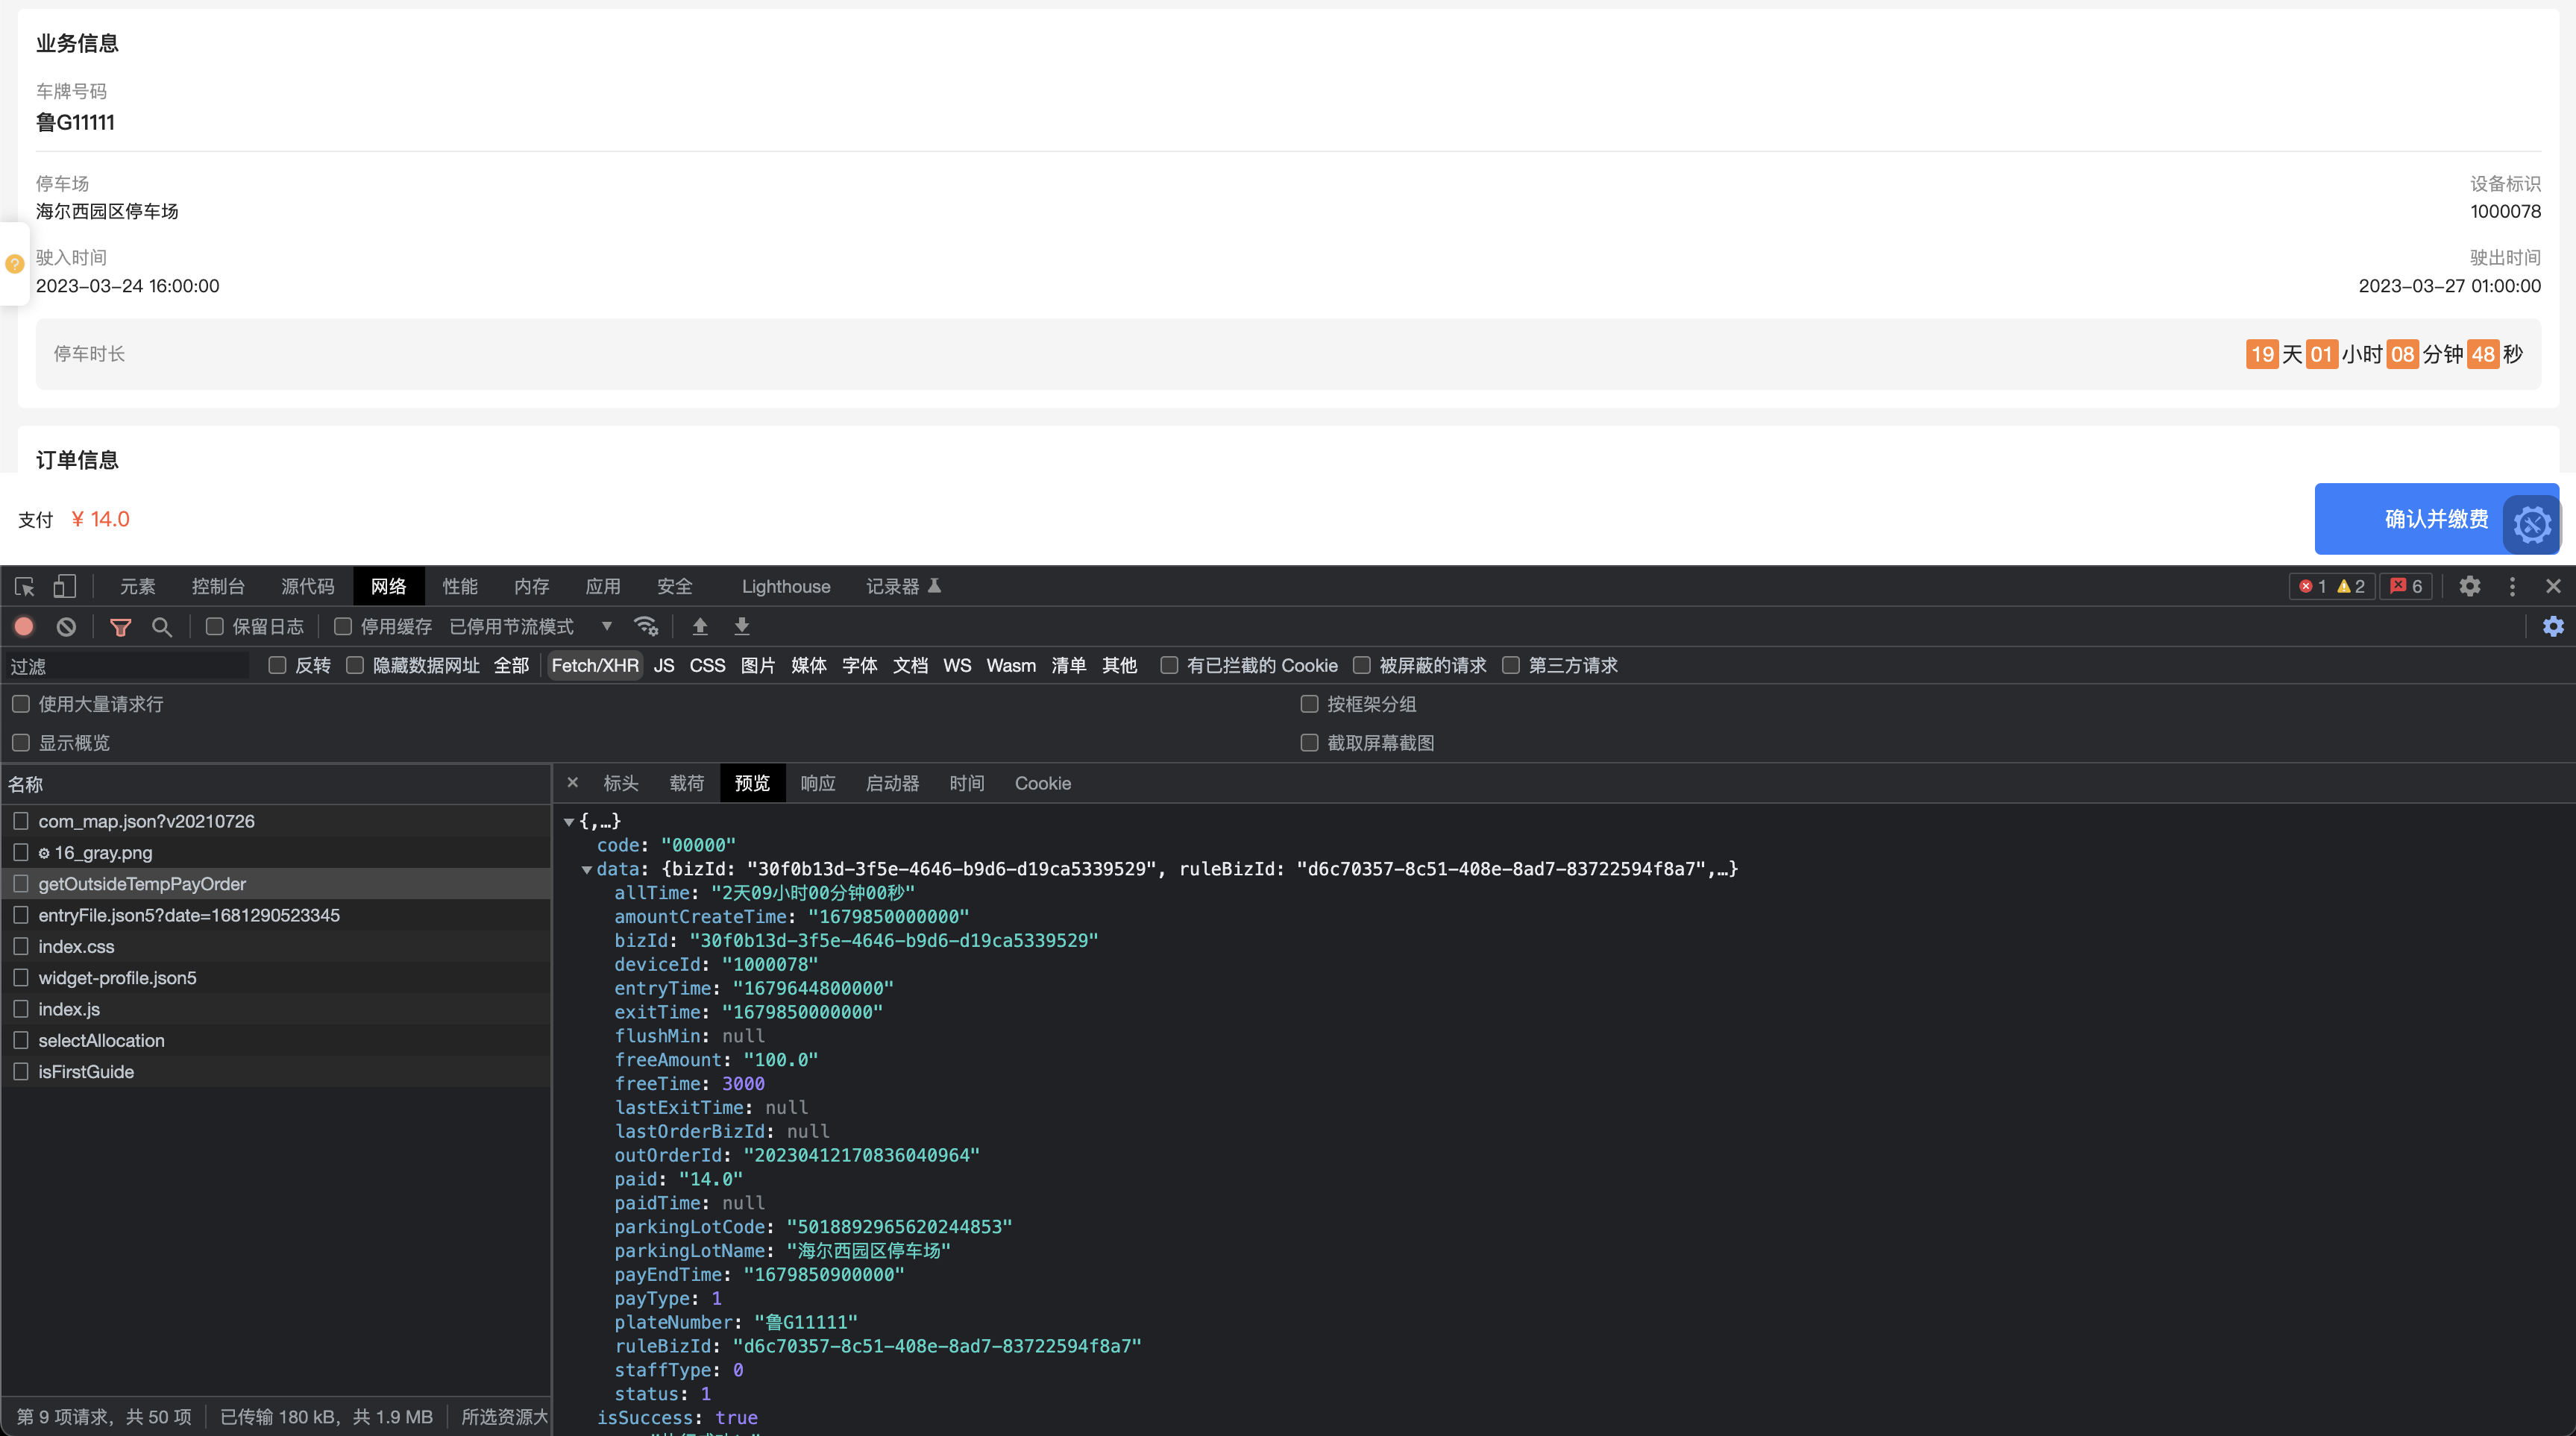 业务信息
车牌号码
鲁G11111
停车场 设备标识
海尔西园区停车场 1000078
驶入时间 驶出时间
2023-03-24 16:00:00 2023-03-27 01:00:00
停车时长 19 天 01 小时 08 分钟 48 秒
订单信息
支付 ¥ 14.0 确认并缴费
元素 控制台 源代码 网络 性能 内存 应用 安全 Lighthouse 记录器 1 2 6
保留日志 停用缓存 已停用节流模式
过滤 反转 隐藏数据网址 全部 Fetch/XHR JS CSS 图片 媒体 字体 文档 WS Wasm 清单 其他 有已拦截的 Cookie 被屏蔽的请求 第三方请求
使用大量请求行 按框架分组
显示概览 截取屏幕截图
名称 × 标头 载荷 预览 响应 启动器 时间 Cookie
com_map.json?v20210726
16_gray.png
getOutsideTempPayOrder
entryFile.json5?date=1681290523345
index.css
widget-profile.json5
index.js
selectAllocation
isFirstGuide
{,…}
code: "00000"
data: {bizId: "30f0b13d-3f5e-4646-b9d6-d19ca5339529", ruleBizId: "d6c70357-8c51-408e-8ad7-83722594f8a7",…}
allTime: "2天09小时00分钟00秒"
amountCreateTime: "1679850000000"
bizId: "30f0b13d-3f5e-4646-b9d6-d19ca5339529"
deviceId: "1000078"
entryTime: "1679644800000"
exitTime: "1679850000000"
flushMin: null
freeAmount: "100.0"
freeTime: 3000
lastExitTime: null
lastOrderBizId: null
outOrderId: "20230412170836040964"
paid: "14.0"
paidTime: null
parkingLotCode: "5018892965620244853"
parkingLotName: "海尔西园区停车场"
payEndTime: "1679850900000"
payType: 1
plateNumber: "鲁G11111"
ruleBizId: "d6c70357-8c51-408e-8ad7-83722594f8a7"
staffType: 0
status: 1
isSuccess: true
第 9 项请求，共 50 项 已传输 180 kB，共 1.9 MB 所选资源大